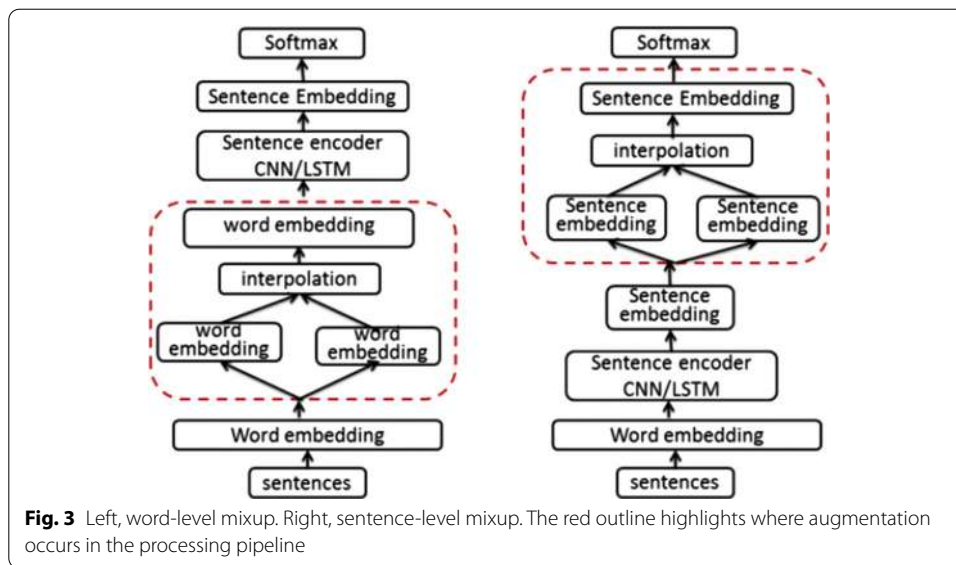 Softmax
Sentence Embedding
Sentence encoder
CNN/LSTM
word embedding
interpolation
word
embedding
word
embedding
Word embedding
sentences
Softmax
Sentence Embedding
interpolation
Sentence
embedding
Sentence
embedding
Sentence
embedding
Sentence encoder
CNN/LSTM
Word embedding
sentences
Fig. 3 Left, word-level mixup. Right, sentence-level mixup. The red outline highlights where augmentation
occurs in the processing pipeline